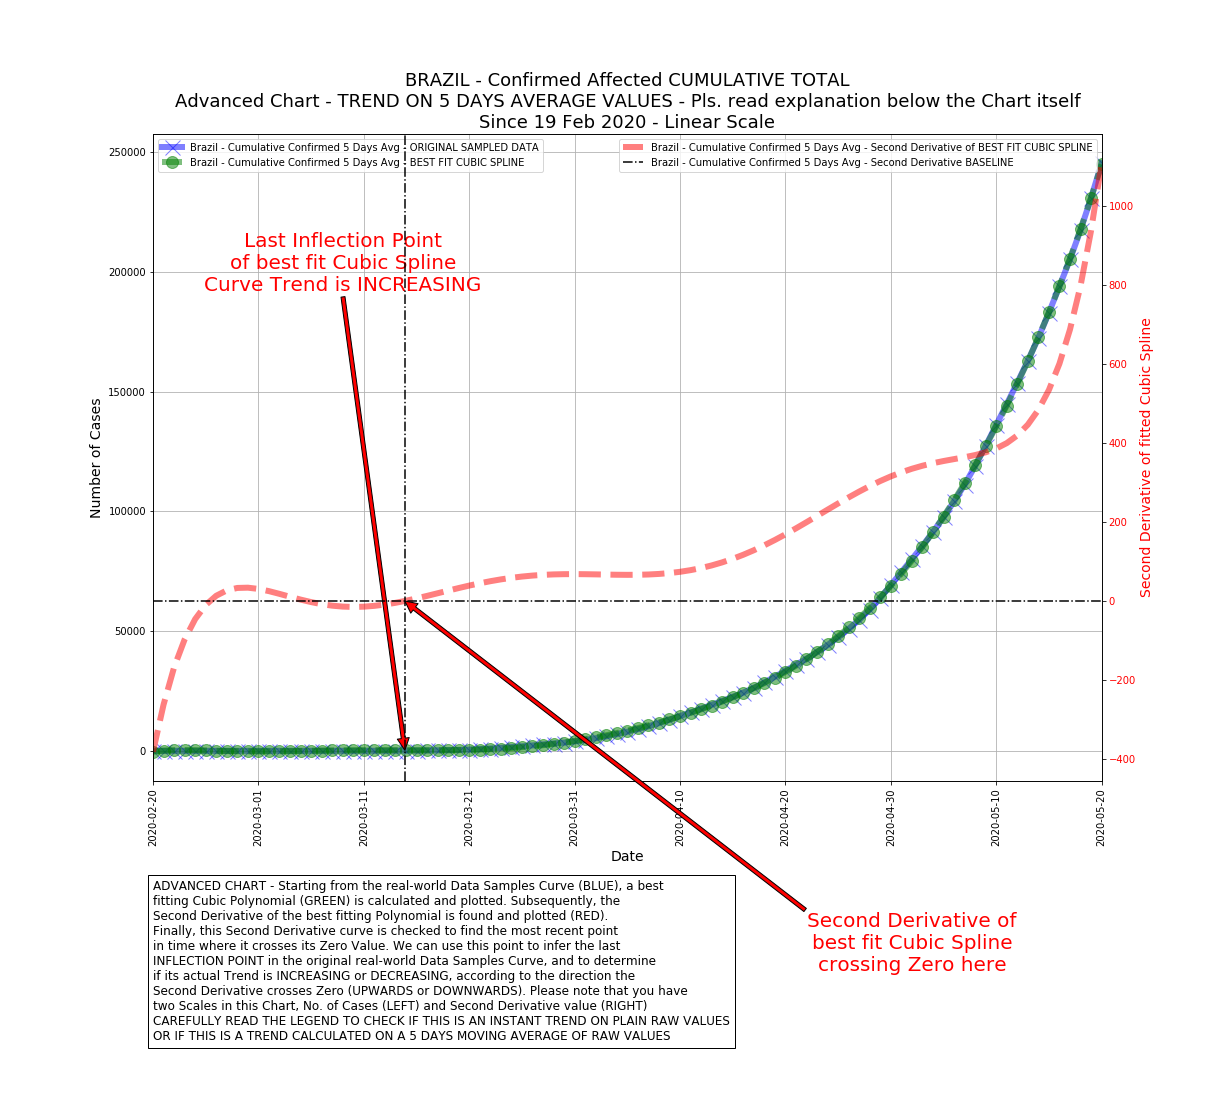 BRAZIL - Confirmed Affected CUMULATIVE TOTAL
Advanced Chart - TREND ON 5 DAYS AVERAGE VALUES - Pls. read explanation below the Chart itself
Since 19 Feb 2020 - Linear Scale
Brazil - Cumulative Confirmed 5 Days Avg - ORIGINAL SAMPLED DATA
Brazil - Cumulative Confirmed 5 Days Avg - BEST FIT CUBIC SPLINE
Brazil - Cumulative Confirmed 5 Days Avg - Second Derivative of BEST FIT CUBIC SPLINE
Brazil - Cumulative Confirmed 5 Days Avg - Second Derivative BASELINE
Last Inflection Point
of best fit Cubic Spline
Curve Trend is INCREASING
Number of Cases
250000
200000
150000
100000
50000
0
1000
800
600
400
200
0
−200
−400
Second Derivative of fitted Cubic Spline
2020-02-20
2020-03-01
2020-03-11
2020-03-21
2020-03-31
2020-04-10
2020-04-20
2020-04-30
2020-05-10
2020-05-20
Date
ADVANCED CHART - Starting from the real-world Data Samples Curve (BLUE), a best
fitting Cubic Polynomial (GREEN) is calculated and plotted. Subsequently, the
Second Derivative of the best fitting Polynomial is found and plotted (RED).
Finally, this Second Derivative curve is checked to find the most recent point
in time where it crosses its Zero Value. We can use this point to infer the last
INFLECTION POINT in the original real-world Data Samples Curve, and to determine
if its actual Trend is INCREASING or DECREASING, according to the direction the
Second Derivative crosses Zero (UPWARDS or DOWNWARDS). Please note that you have
two Scales in this Chart, No. of Cases (LEFT) and Second Derivative value (RIGHT)
CAREFULLY READ THE LEGEND TO CHECK IF THIS IS AN INSTANT TREND ON PLAIN RAW VALUES
OR IF THIS IS A TREND CALCULATED ON A 5 DAYS MOVING AVERAGE OF RAW VALUES
Second Derivative of
best fit Cubic Spline
crossing Zero here